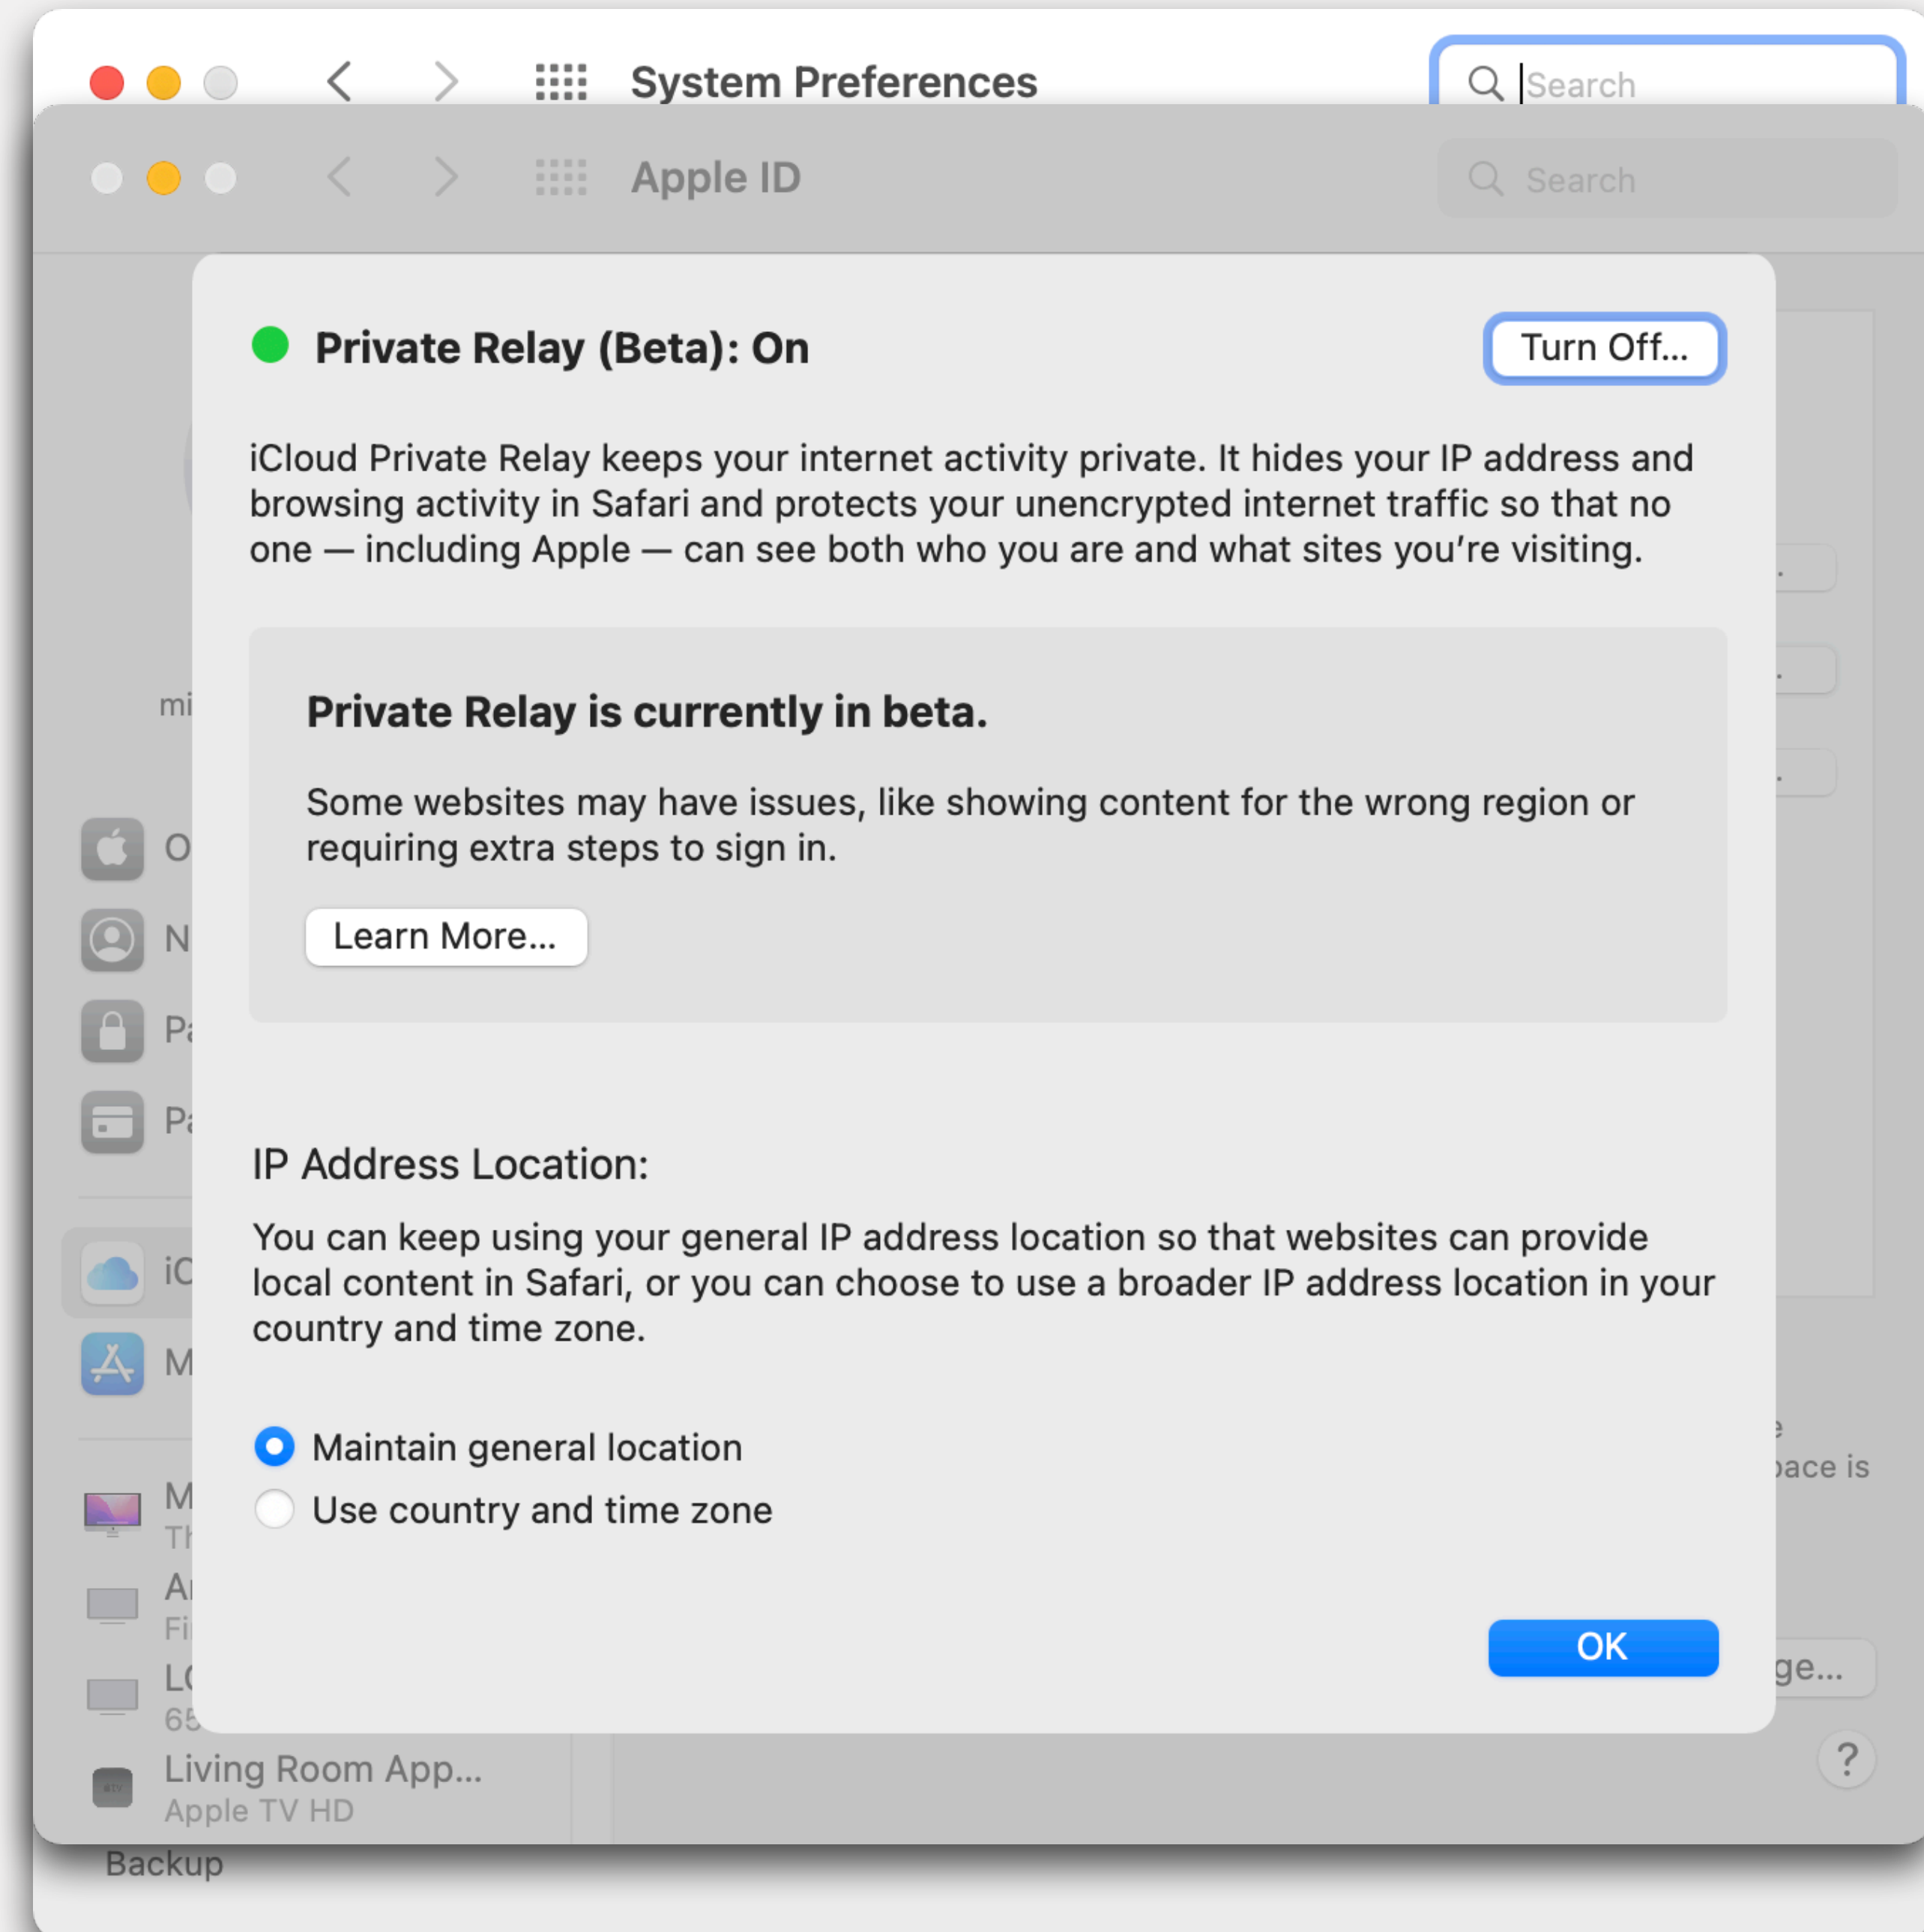 System Preferences
Search
Apple ID
Search
Private Relay (Beta): On
Turn Off...
iCloud Private Relay keeps your internet activity private. It hides your IP address and
browsing activity in Safari and protects your unencrypted internet traffic so that no
one — including Apple — can see both who you are and what sites you're visiting.
Private Relay is currently in beta.
Some websites may have issues, like showing content for the wrong region or
requiring extra steps to sign in.
Learn More...
IP Address Location:
You can keep using your general IP address location so that websites can provide
local content in Safari, or you can choose to use a broader IP address location in your
country and time zone.
Maintain general location
Use country and time zone
OK
is
?
Living Room App...
Apple TV HD
Backup